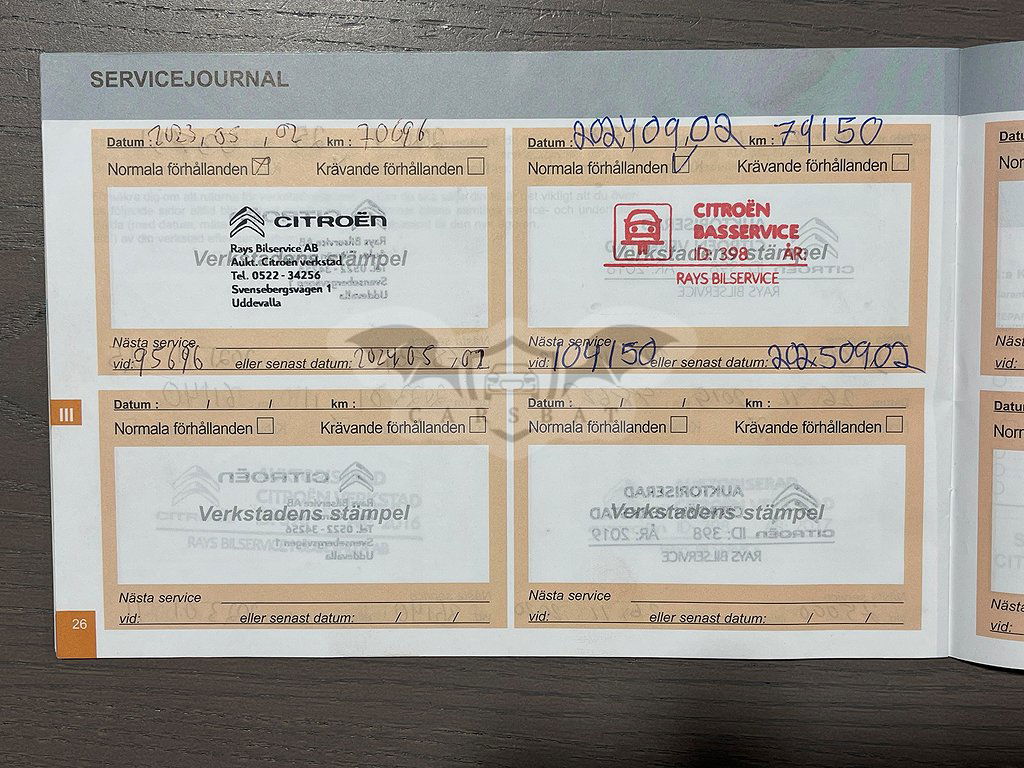 SERVICEJOURNAL
Datum : 2023, 05, 02 km : 70696
Normala förhållanden Krävande förhållanden
CITROËN
Rays Bilservice AB
Aukt. Citroën verkstad
Tel. 0522 - 34256
Svensebergsvägen 1
Uddevalla
Verkstadens stämpel
Nästa service
vid: 95696 eller senast datum: 2024, 05, 02
Datum : 20240902 km : 79150
Normala förhållanden Krävande förhållanden
CITROËN
BASSERVICE
ID: 398 ÅR:
RAYS BILSERVICE
Verkstadens stämpel
Nästa service
vid: 104150 eller senast datum: 20250902
CARSBAT
Datum : / / km :
Normala förhållanden Krävande förhållanden
Verkstadens stämpel
Nästa service
vid: eller senast datum: / /
Datum : / / km :
Normala förhållanden Krävande förhållanden
Verkstadens stämpel
Nästa service
vid: eller senast datum: / /
III
26